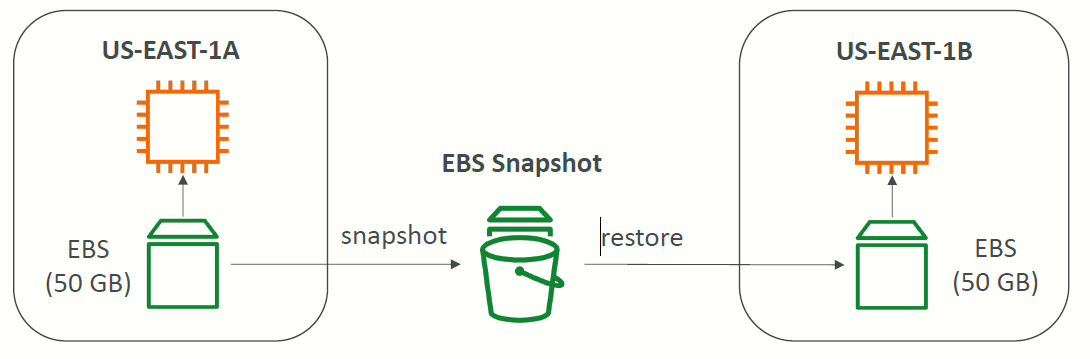 US-EAST-1A
US-EAST-1B
EBS Snapshot
snapshot
restore
EBS
(50 GB)
EBS
(50 GB)